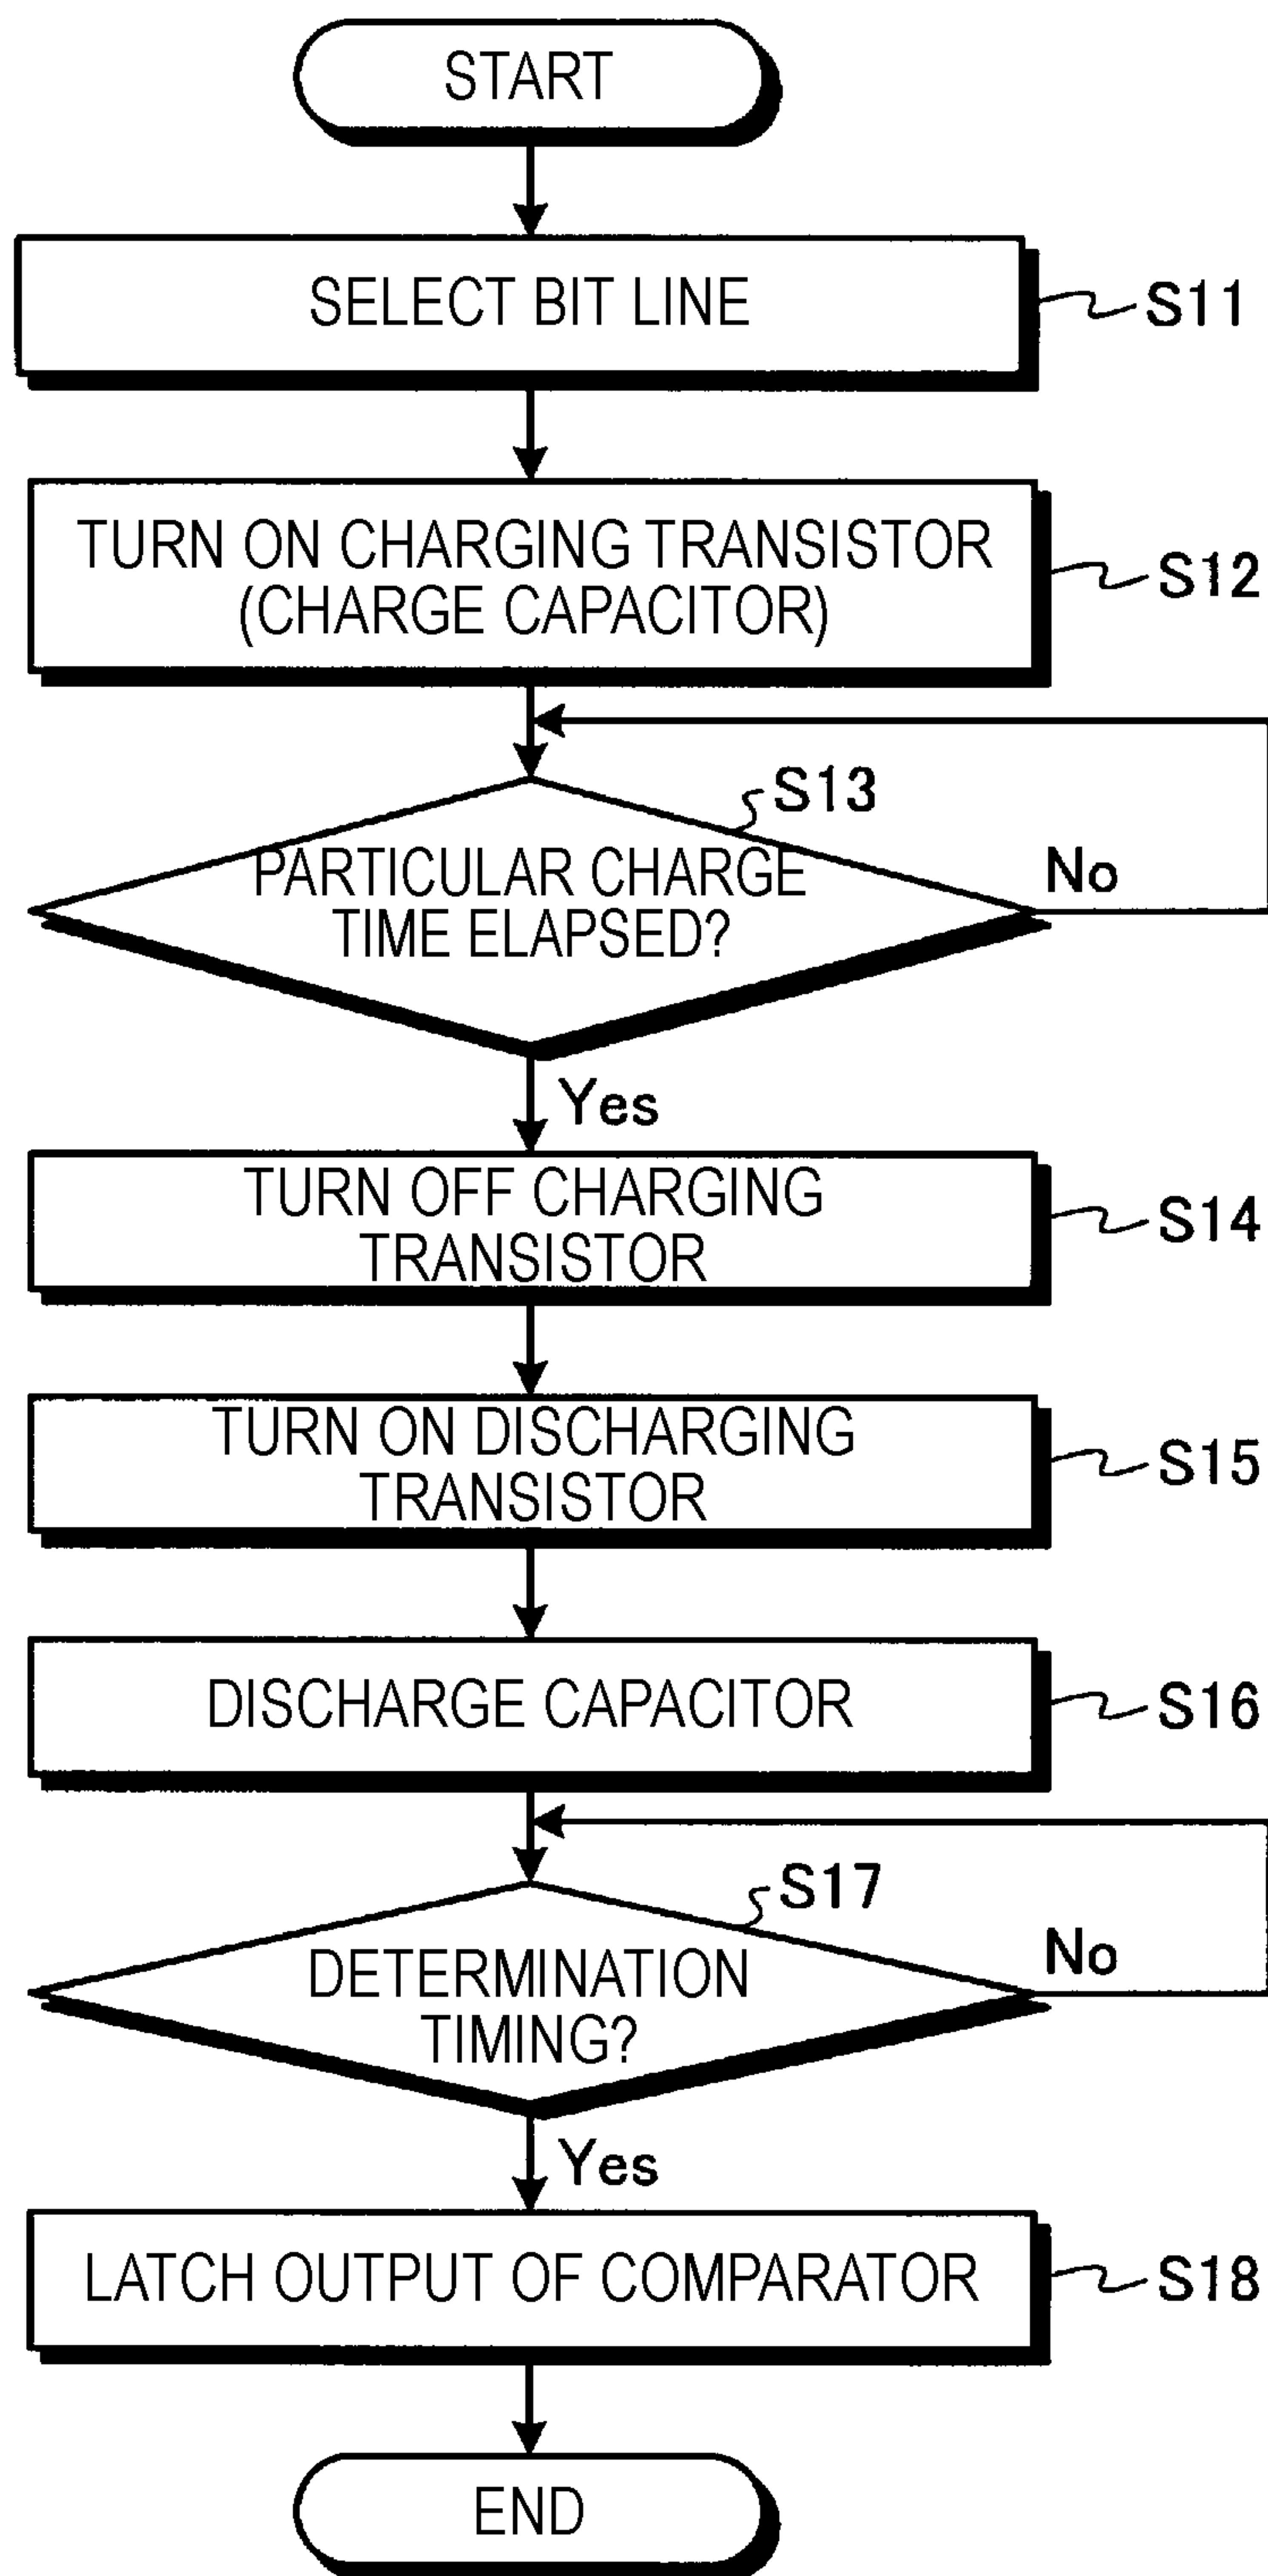 START
SELECT BIT LINE
S11
TURN ON CHARGING TRANSISTOR
(CHARGE CAPACITOR)
S12
S13
PARTICULAR CHARGE
TIME ELAPSED?
No
Yes
TURN OFF CHARGING
TRANSISTOR
S14
TURN ON DISCHARGING
TRANSISTOR
S15
DISCHARGE CAPACITOR
S16
S17
DETERMINATION
TIMING?
No
Yes
LATCH OUTPUT OF COMPARATOR
S18
END